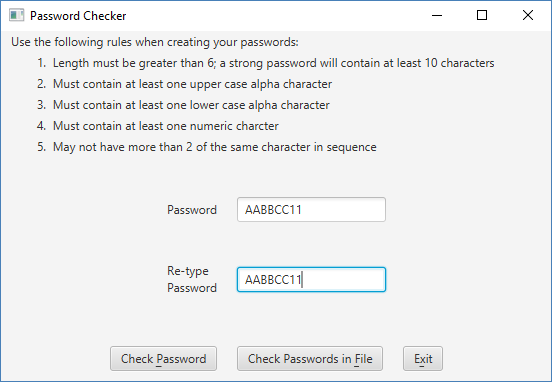 Password Checker
Use the following rules when creating your passwords:
1. Length must be greater than 6; a strong password will contain at least 10 characters
2. Must contain at least one upper case alpha character
3. Must contain at least one lower case alpha character
4. Must contain at least one numeric charcter
5. May not have more than 2 of the same character in sequence
Password AABBCC11
Re-type
Password AABBCC11
Check Password Check Passwords in File Exit